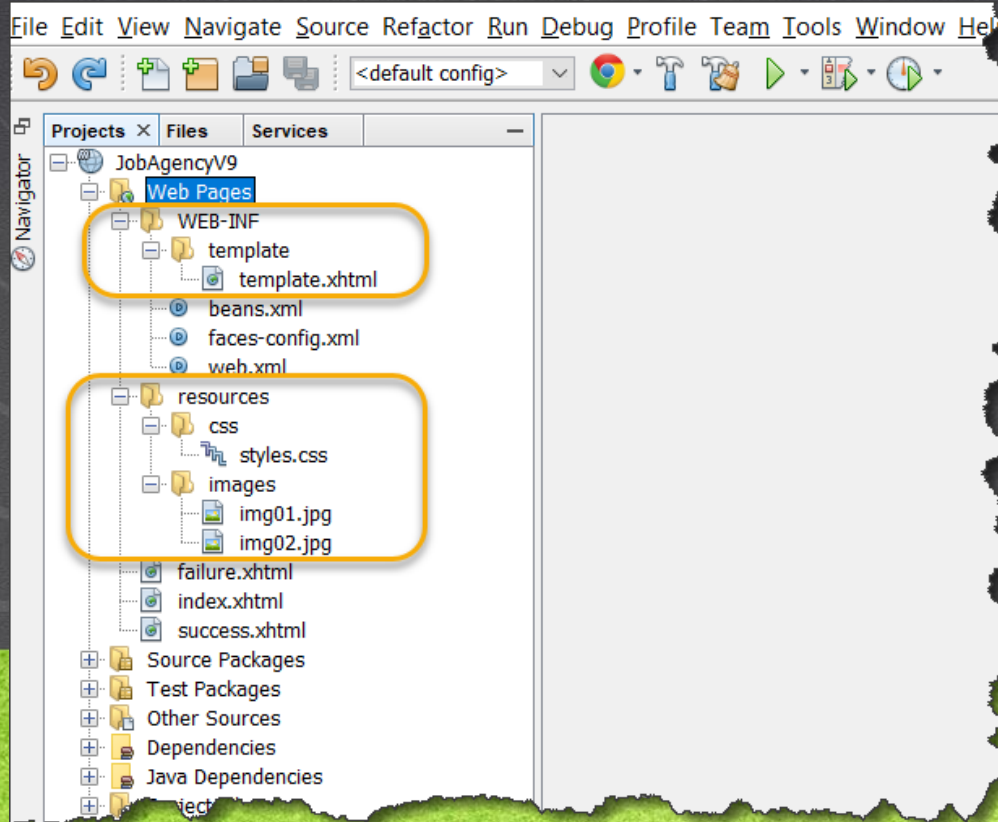 File Edit View Navigate Source Refactor Run Debug Profile Team Tools Window
<default config>
Projects × Files Services
Navigator
JobAgencyV9
Web Pages
WEB-INF
template
template.xhtml
beans.xml
faces-config.xml
web.xml
resources
css
styles.css
images
img01.jpg
img02.jpg
failure.xhtml
index.xhtml
success.xhtml
Source Packages
Test Packages
Other Sources
Dependencies
Java Dependencies